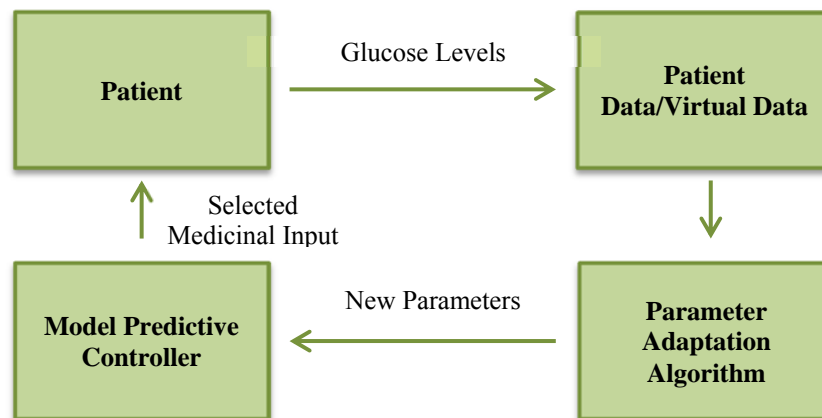 Patient
Glucose Levels
Patient
Data/Virtual Data
Selected
Medicinal Input
Model Predictive
Controller
New Parameters
Parameter
Adaptation
Algorithm